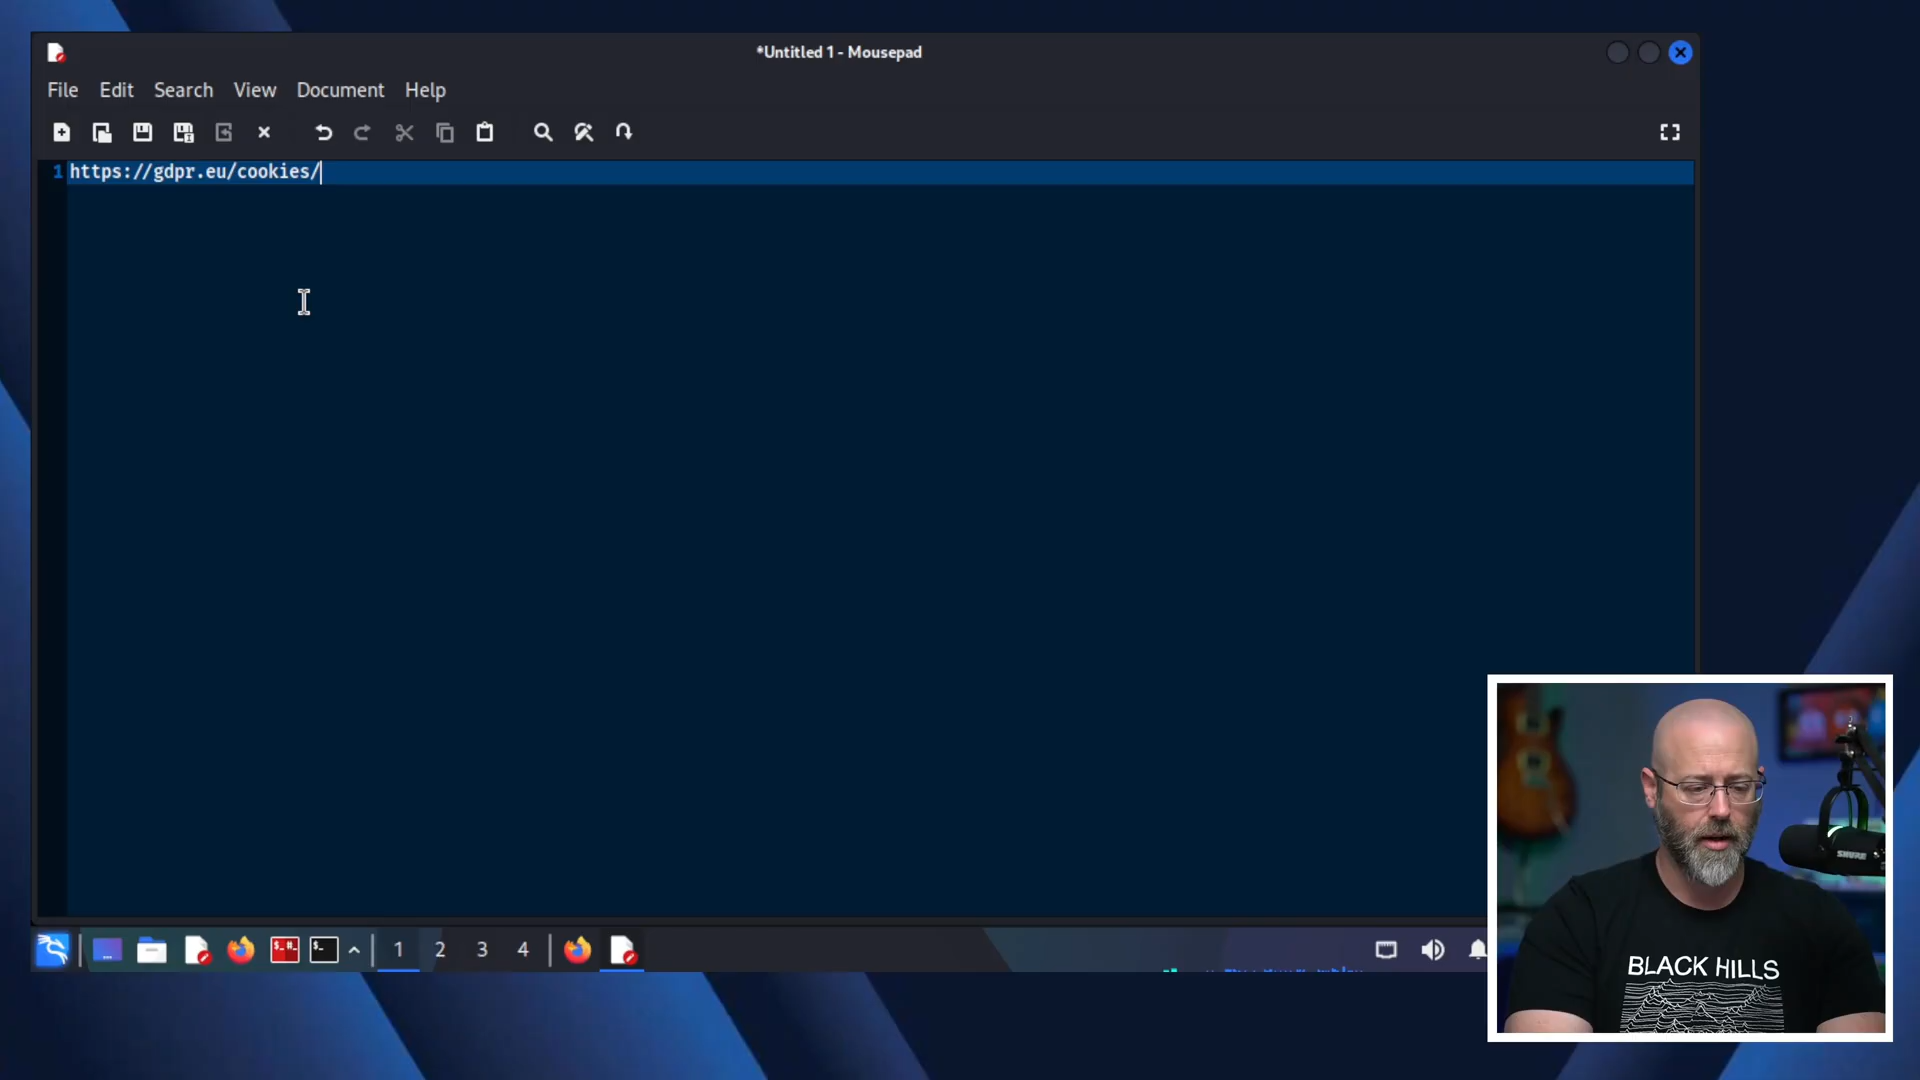 *Untitled 1 - Mousepad
File Edit Search View Document Help
1 https://gdpr.eu/cookies/
1 2 3 4
SHURE
BLACK HILLS